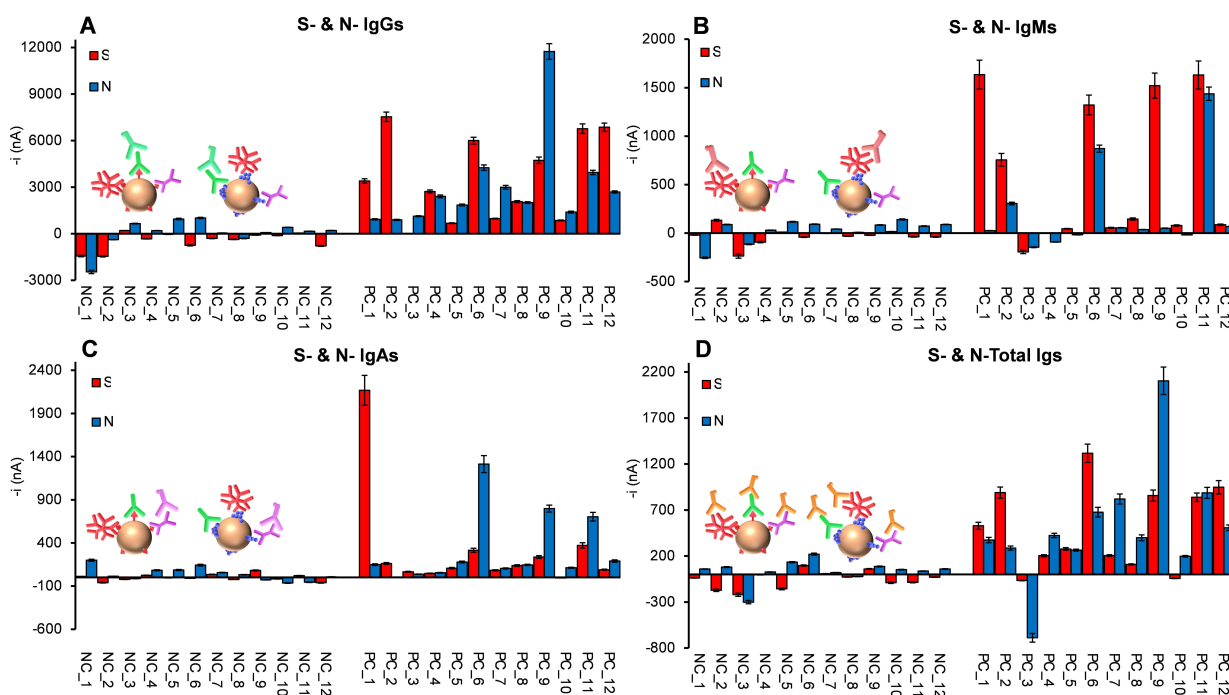 A S- & N- IgGs
-i (nA)
12000
9000
6000
3000
0
-3000
S
N
NC_1 NC_2 NC_3 NC_4 NC_5 NC_6 NC_7 NC_8 NC_9 NC_10 NC_11 NC_12 PC_1 PC_2 PC_3 PC_4 PC_5 PC_6 PC_7 PC_8 PC_9 PC_10 PC_11 PC_12
B S- & N- IgMs
-i (nA)
2000
1500
1000
500
0
-500
S
N
NC_1 NC_2 NC_3 NC_4 NC_5 NC_6 NC_7 NC_8 NC_9 NC_10 NC_11 NC_12 PC_1 PC_2 PC_3 PC_4 PC_5 PC_6 PC_7 PC_8 PC_9 PC_10 PC_11 PC_12
C S- & N- IgAs
-i (nA)
2400
1900
1400
900
400
-100
-600
S
N
NC_1 NC_2 NC_3 NC_4 NC_5 NC_6 NC_7 NC_8 NC_9 NC_10 NC_11 NC_12 PC_1 PC_2 PC_3 PC_4 PC_5 PC_6 PC_7 PC_8 PC_9 PC_10 PC_11 PC_12
D S- & N-Total Igs
-i (nA)
2200
1700
1200
700
200
-300
-800
S
N
NC_1 NC_2 NC_3 NC_4 NC_5 NC_6 NC_7 NC_8 NC_9 NC_10 NC_11 NC_12 PC_1 PC_2 PC_3 PC_4 PC_5 PC_6 PC_7 PC_8 PC_9 PC_10 PC_11 PC_12